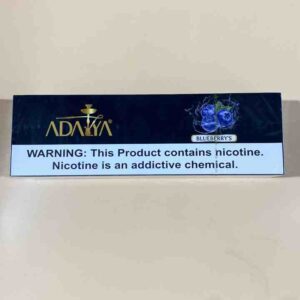 ADALYA®
BLUEBERRY'S
WARNING: This Product contains nicotine.
Nicotine is an addictive chemical.